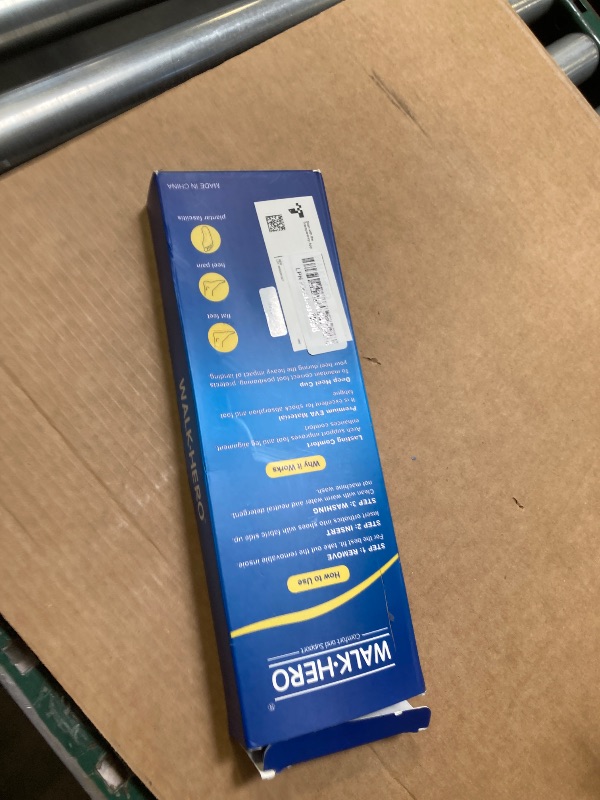 WALK·HERO®
Comfort and Support
How to Use
STEP 1: REMOVE
For the best fit, take out the removable insole.
STEP 2: INSERT
Insert orthotics into shoes with fabric side up.
STEP 3: WASHING
Clean with warm water and neutral detergent.
not machine wash.
Why It Works
Lasting Comfort
Arch support improves foot and leg alignment
enhances comfort
Premium EVA Material
It is excellent for shock absorption and foot
fatigue
Deep Heel Cup
To maintain correct foot positioning, protects
your heel during the heavy impact of landing
flat feet
heel pain
plantar fasciitis
MADE IN CHINA
WALK·HERO